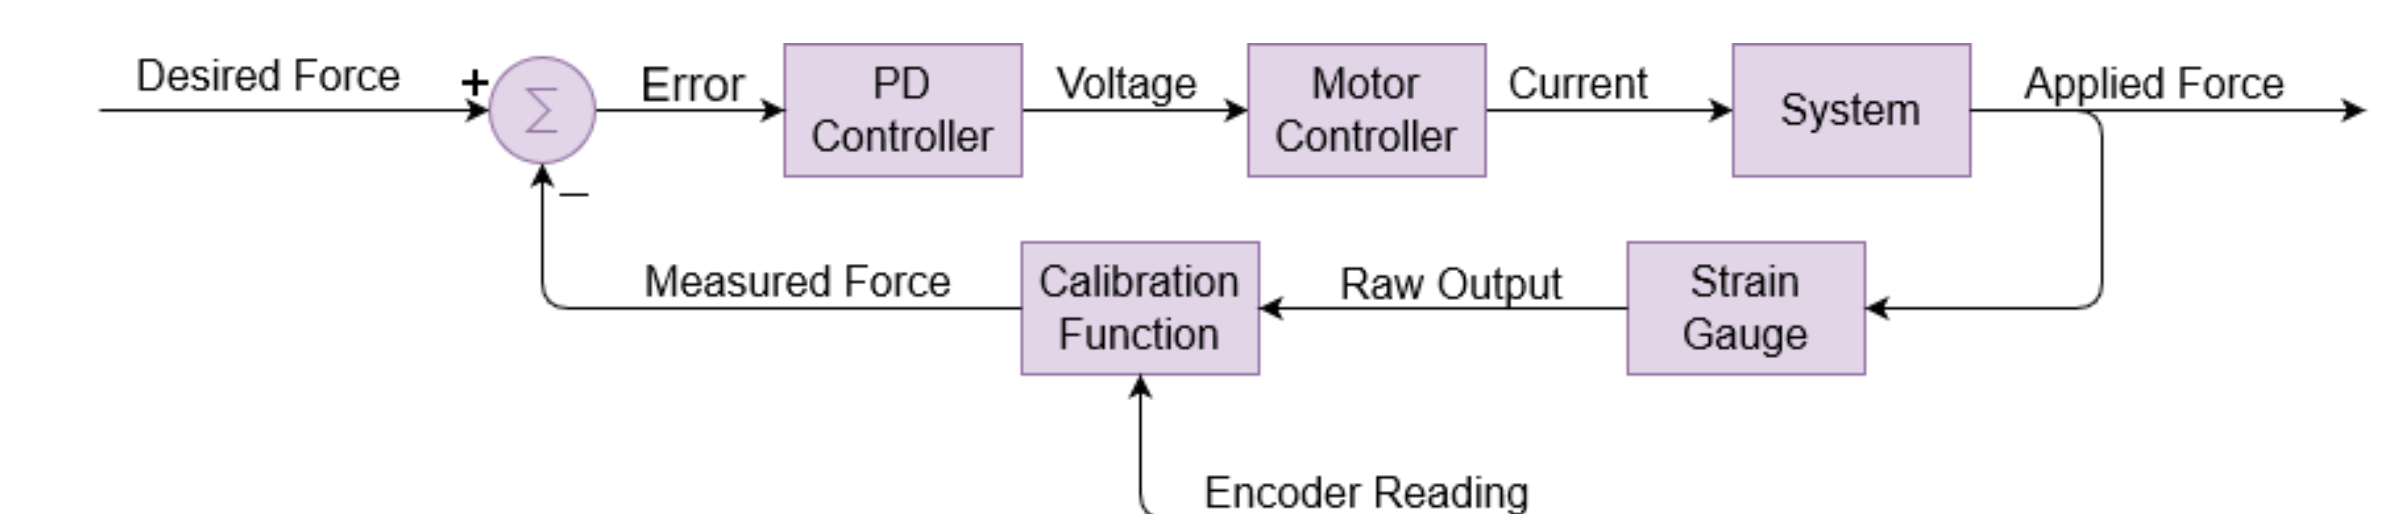 Desired Force
+
Σ
Error
PD
Controller
Voltage
Motor
Controller
Current
System
Applied Force
−
Measured Force
Calibration
Function
Raw Output
Strain
Gauge
Encoder Reading